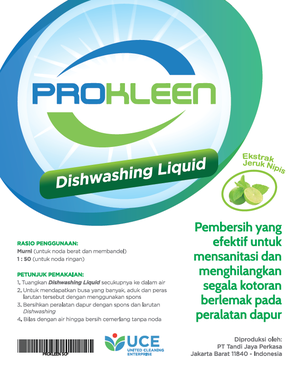 PROKLEEN
Dishwashing Liquid
Ekstrak
Jeruk Nipis
Pembersih yang
efektif untuk
mensanitasi dan
menghilangkan
segala kotoran
berlemak pada
peralatan dapur
RASIO PENGGUNAAN:
Murni (untuk noda berat dan membandel)
1 : 50 (untuk noda ringan)
PETUNJUK PEMAKAIAN:
1. Tuangkan Dishwashing Liquid secukupnya ke dalam air
2. Untuk mendapatkan busa yang banyak, aduk dan peras
larutan tersebut dengan menggunakan spons
3. Bersihkan peralatan dapur dengan spons dan larutan
Dishwashing
4. Bilas dengan air hingga bersih cemerlang tanpa noda
UCE
UNITED CLEANING
ENTERPRISE
Diproduksi oleh:
PT Tandi Jaya Perkasa
Jakarta Barat 11840 - Indonesia